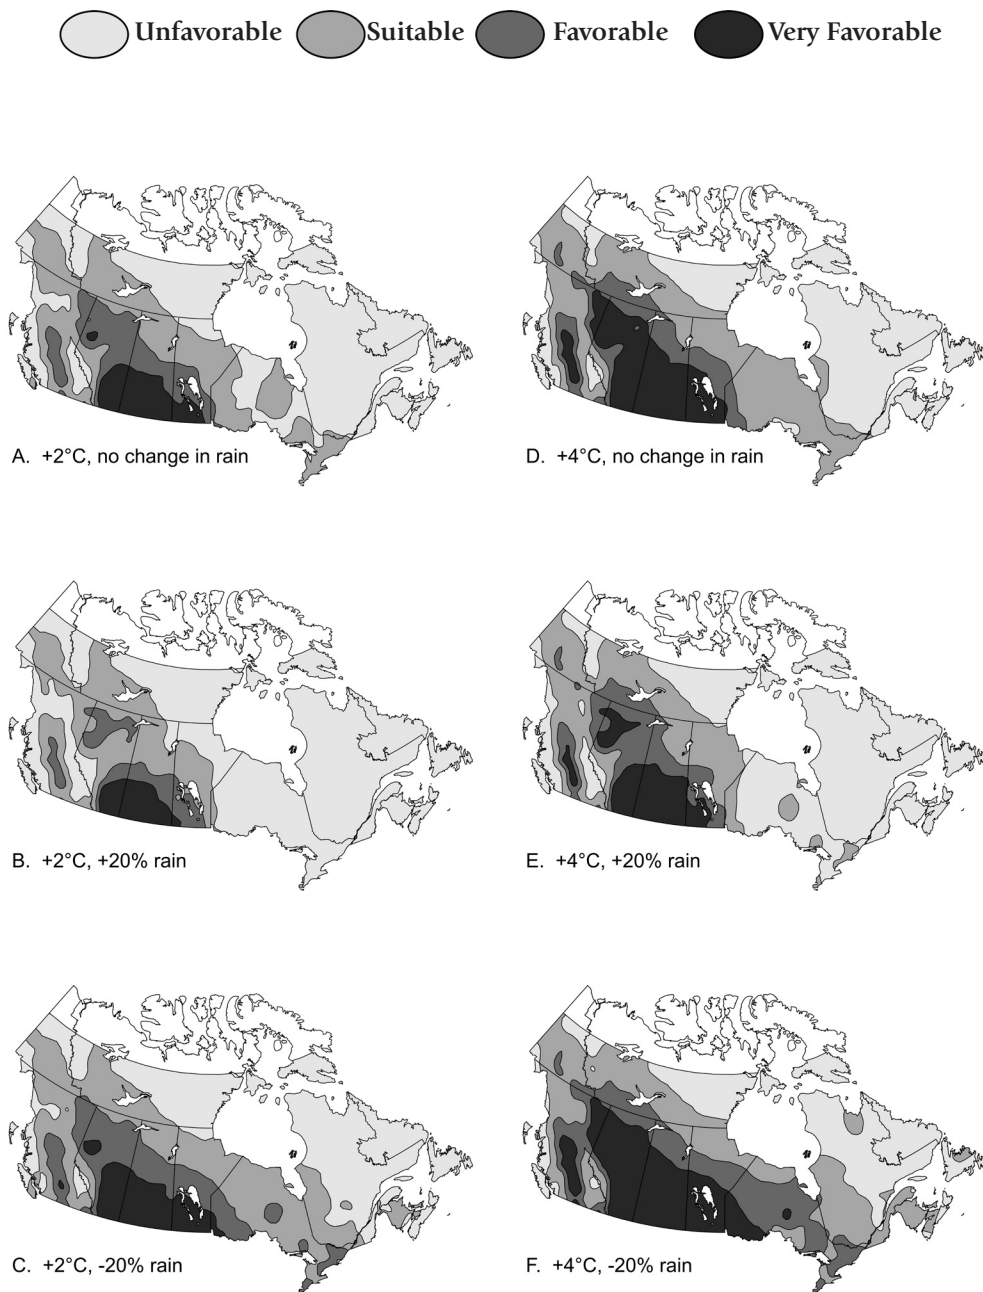 Unfavorable Suitable Favorable Very Favorable
A. +2°C, no change in rain
D. +4°C, no change in rain
B. +2°C, +20% rain
E. +4°C, +20% rain
C. +2°C, -20% rain
F. +4°C, -20% rain